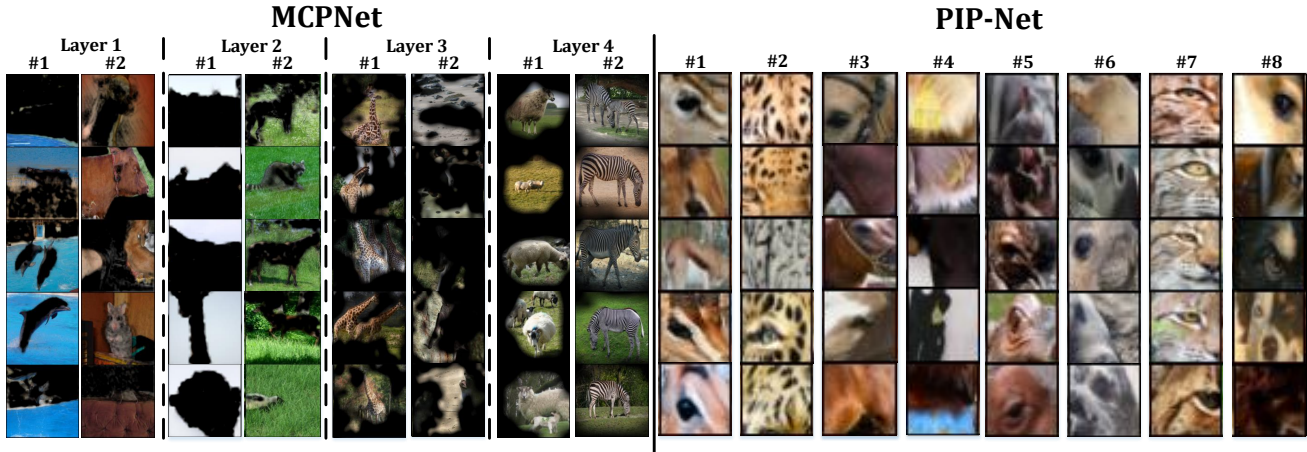 MCPNet
PIP-Net
Layer 1
Layer 2
Layer 3
Layer 4
#1 #2 #1 #2 #1 #2 #1 #2 #1 #2 #3 #4 #5 #6 #7 #8